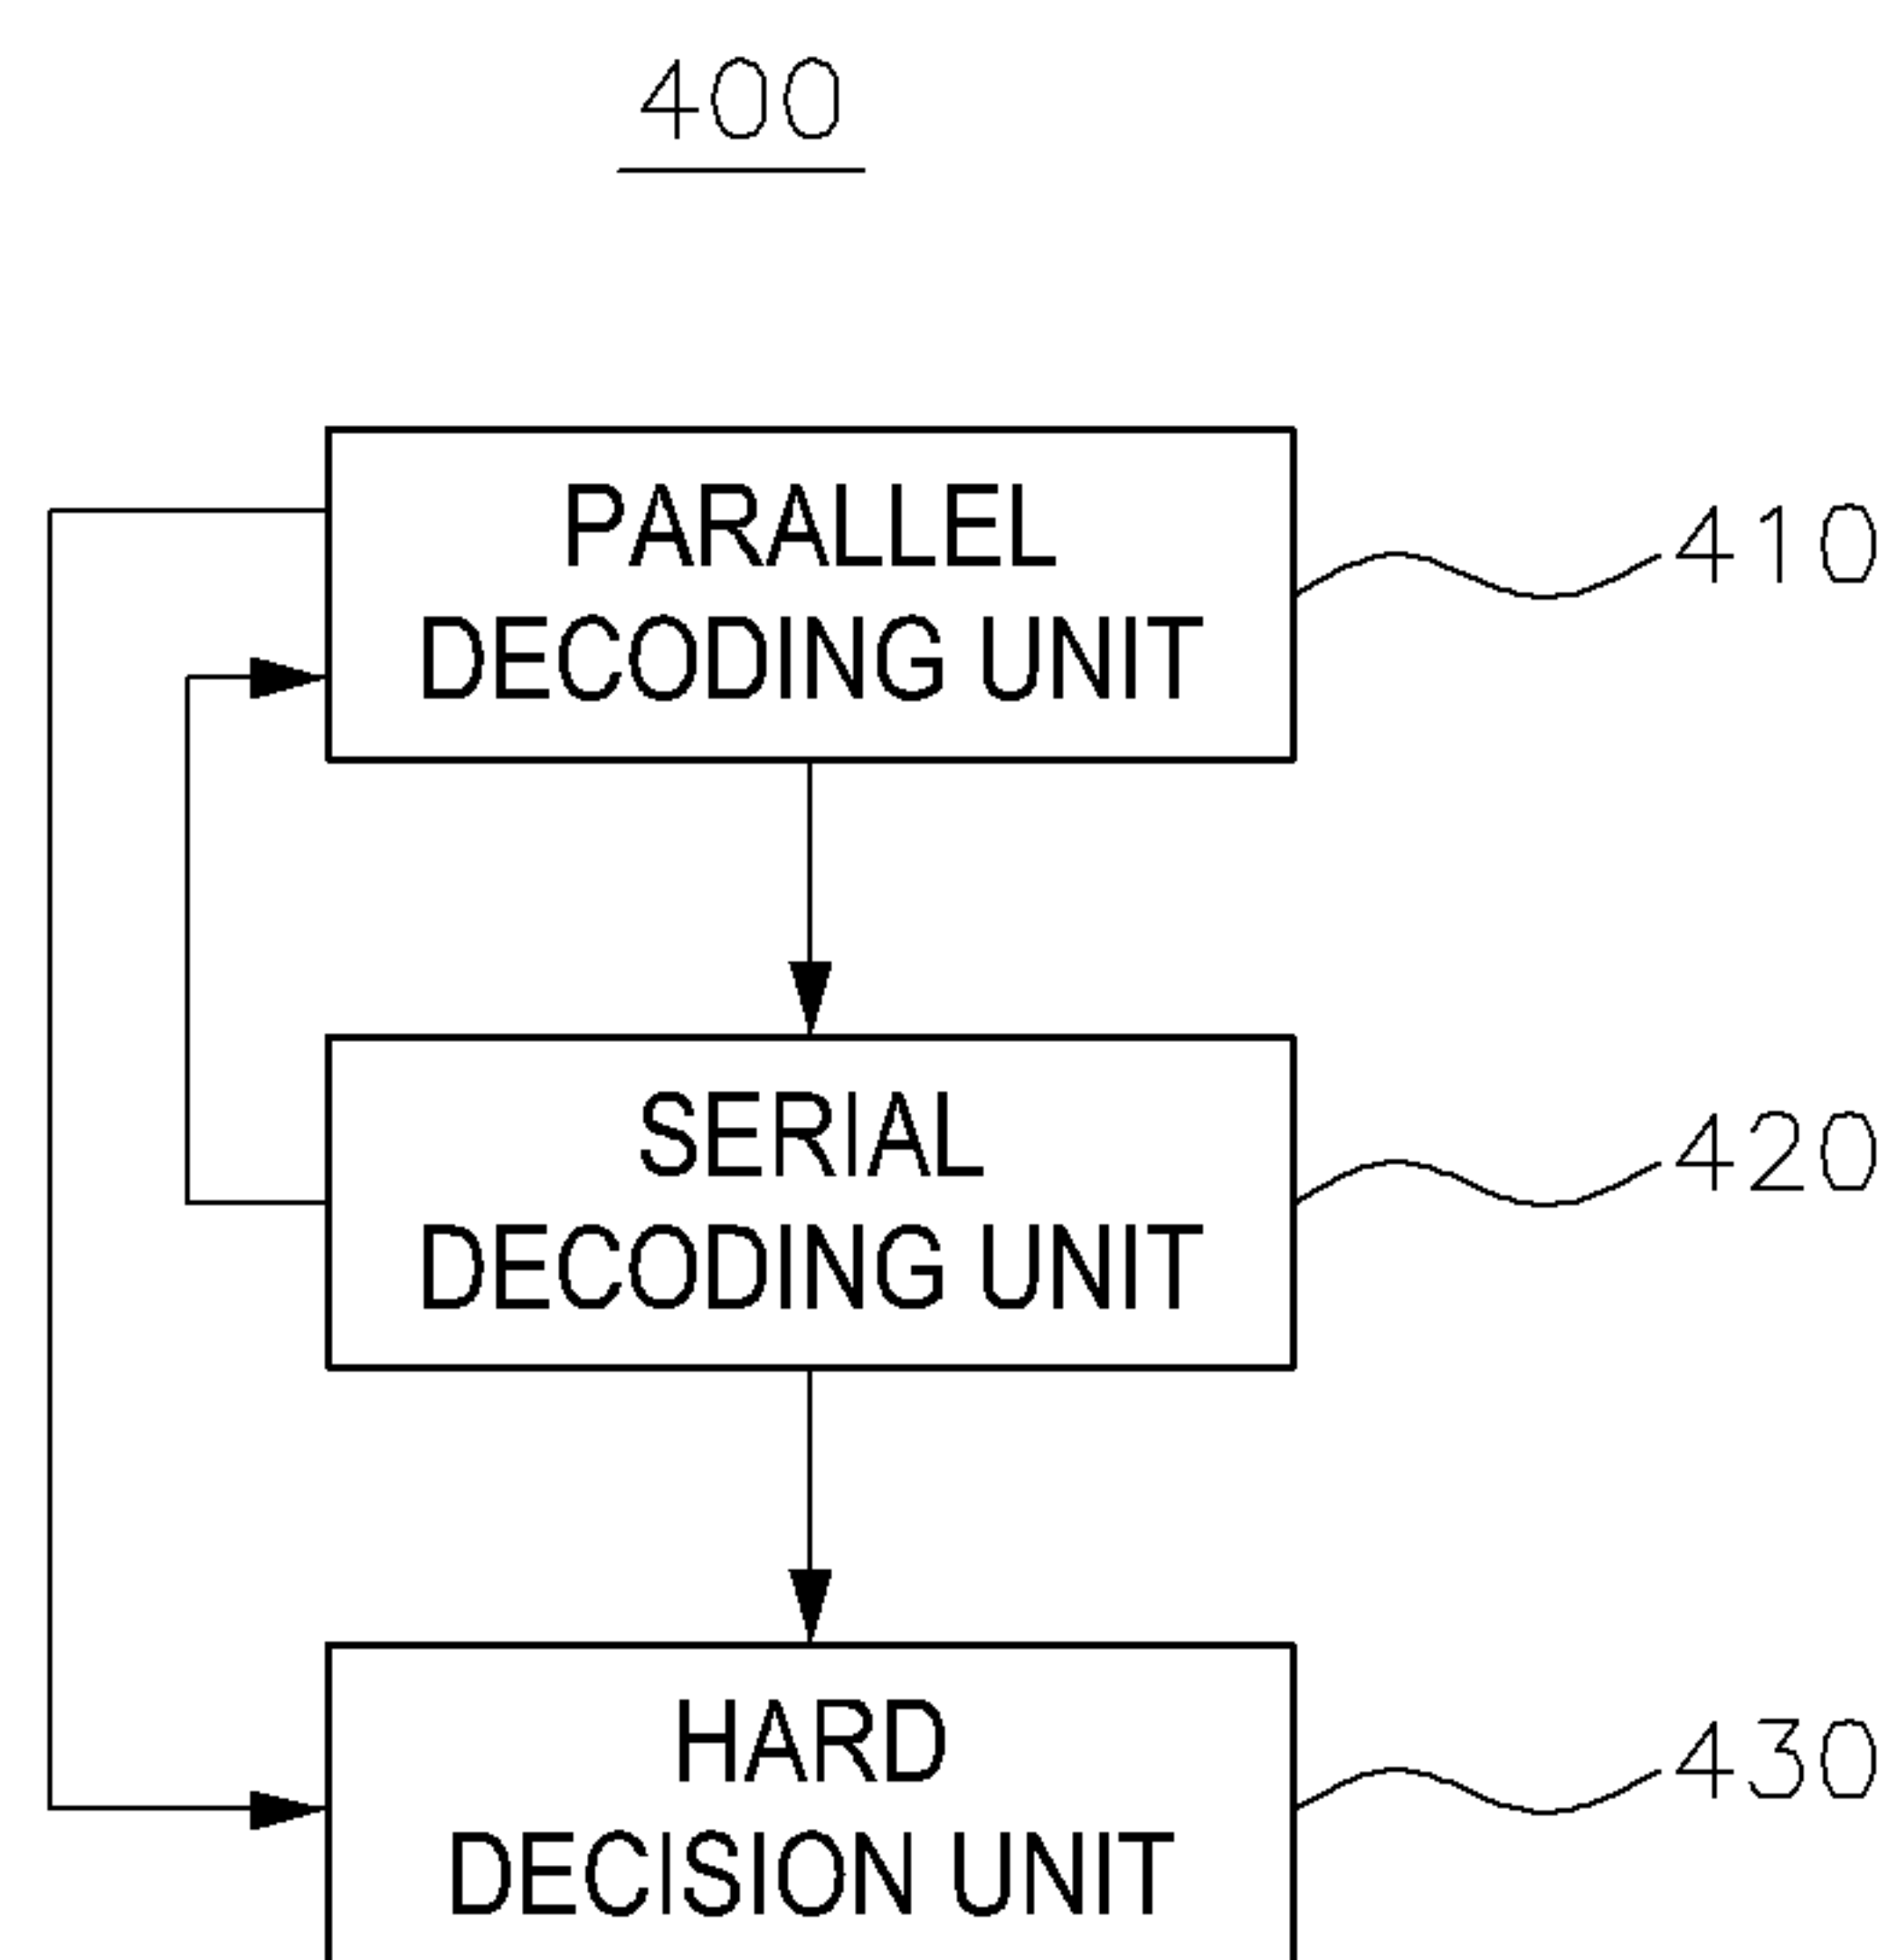 400
PARALLEL
DECODING UNIT
410
SERIAL
DECODING UNIT
420
HARD
DECISION UNIT
430